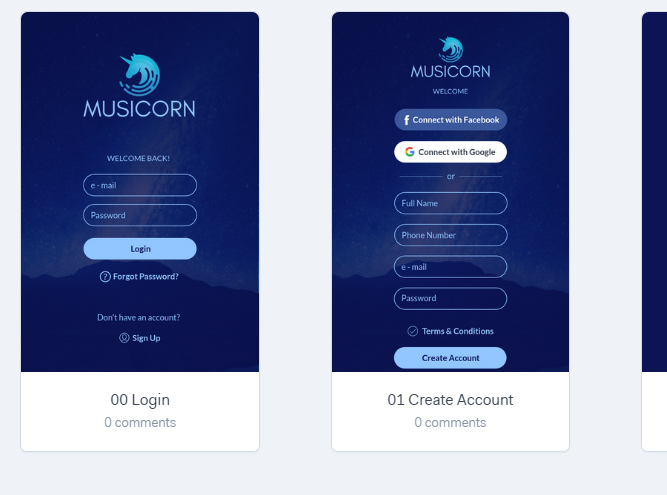 MUSICORN
WELCOME BACK!
e - mail
Password
Login
Forgot Password?
Don't have an account?
Sign Up
00 Login
0 comments
MUSICORN
WELCOME
Connect with Facebook
Connect with Google
or
Full Name
Phone Number
e - mail
Password
Terms & Conditions
Create Account
01 Create Account
0 comments